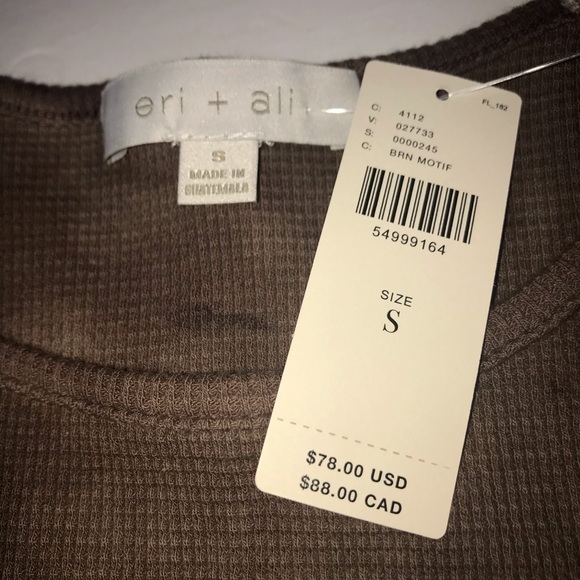 eri + ali
S
MADE IN
GUATEMALA
FL_182
C: 4112
V: 027733
S: 0000245
C: BRN MOTIF
54999164
SIZE
S
$78.00 USD
$88.00 CAD